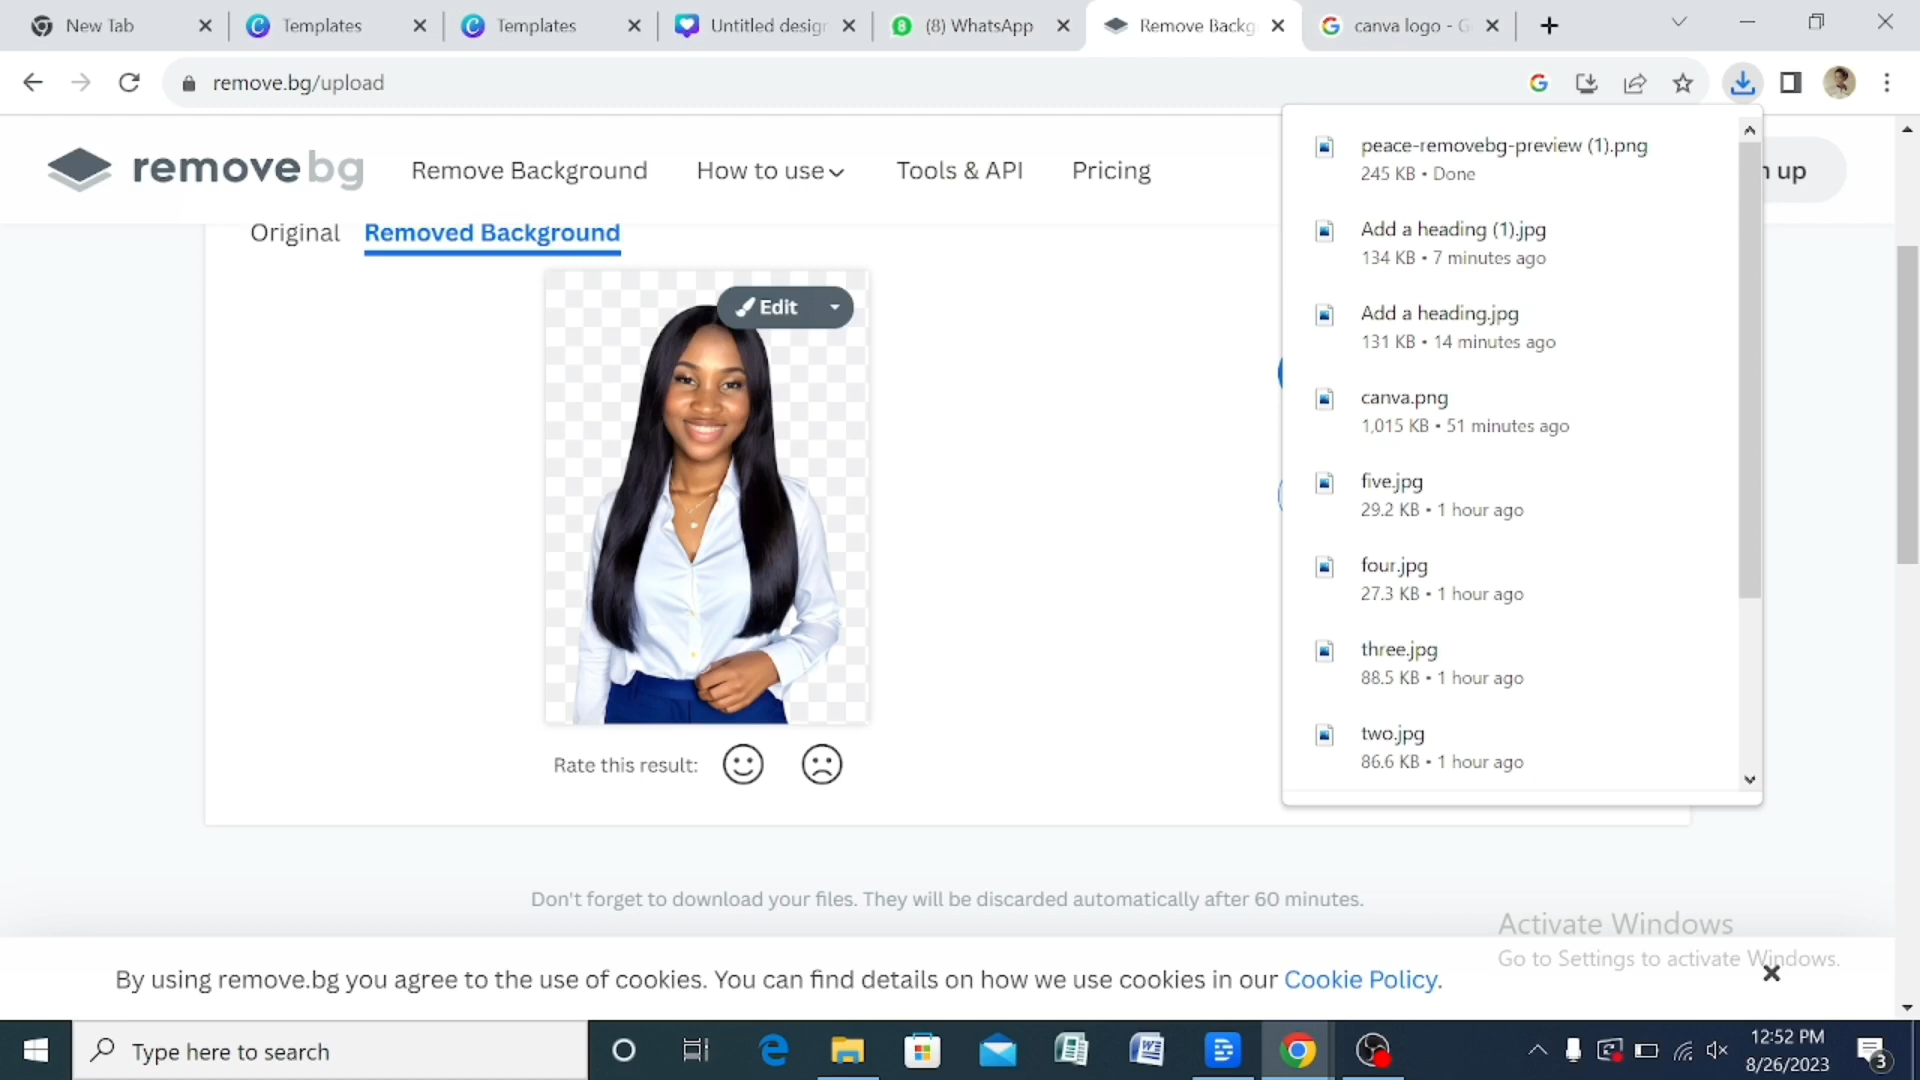 New Tab
Templates
Templates
Untitled design
8
(8) WhatsApp
Remove Backg
canva logo - G
remove.bg/upload
removebg
Remove Background
How to use
Tools & API
Pricing
n up
Original
Removed Background
Edit
Rate this result:
peace-removebg-preview (1).png
245 KB • Done
Add a heading (1).jpg
134 KB • 7 minutes ago
Add a heading.jpg
131 KB • 14 minutes ago
canva.png
1,015 KB • 51 minutes ago
five.jpg
29.2 KB • 1 hour ago
four.jpg
27.3 KB • 1 hour ago
three.jpg
88.5 KB • 1 hour ago
two.jpg
86.6 KB • 1 hour ago
Don't forget to download your files. They will be discarded automatically after 60 minutes.
Activate Windows
Go to Settings to activate Windows.
By using remove.bg you agree to the use of cookies. You can find details on how we use cookies in our Cookie Policy.
Type here to search
12:52 PM
8/26/2023
3